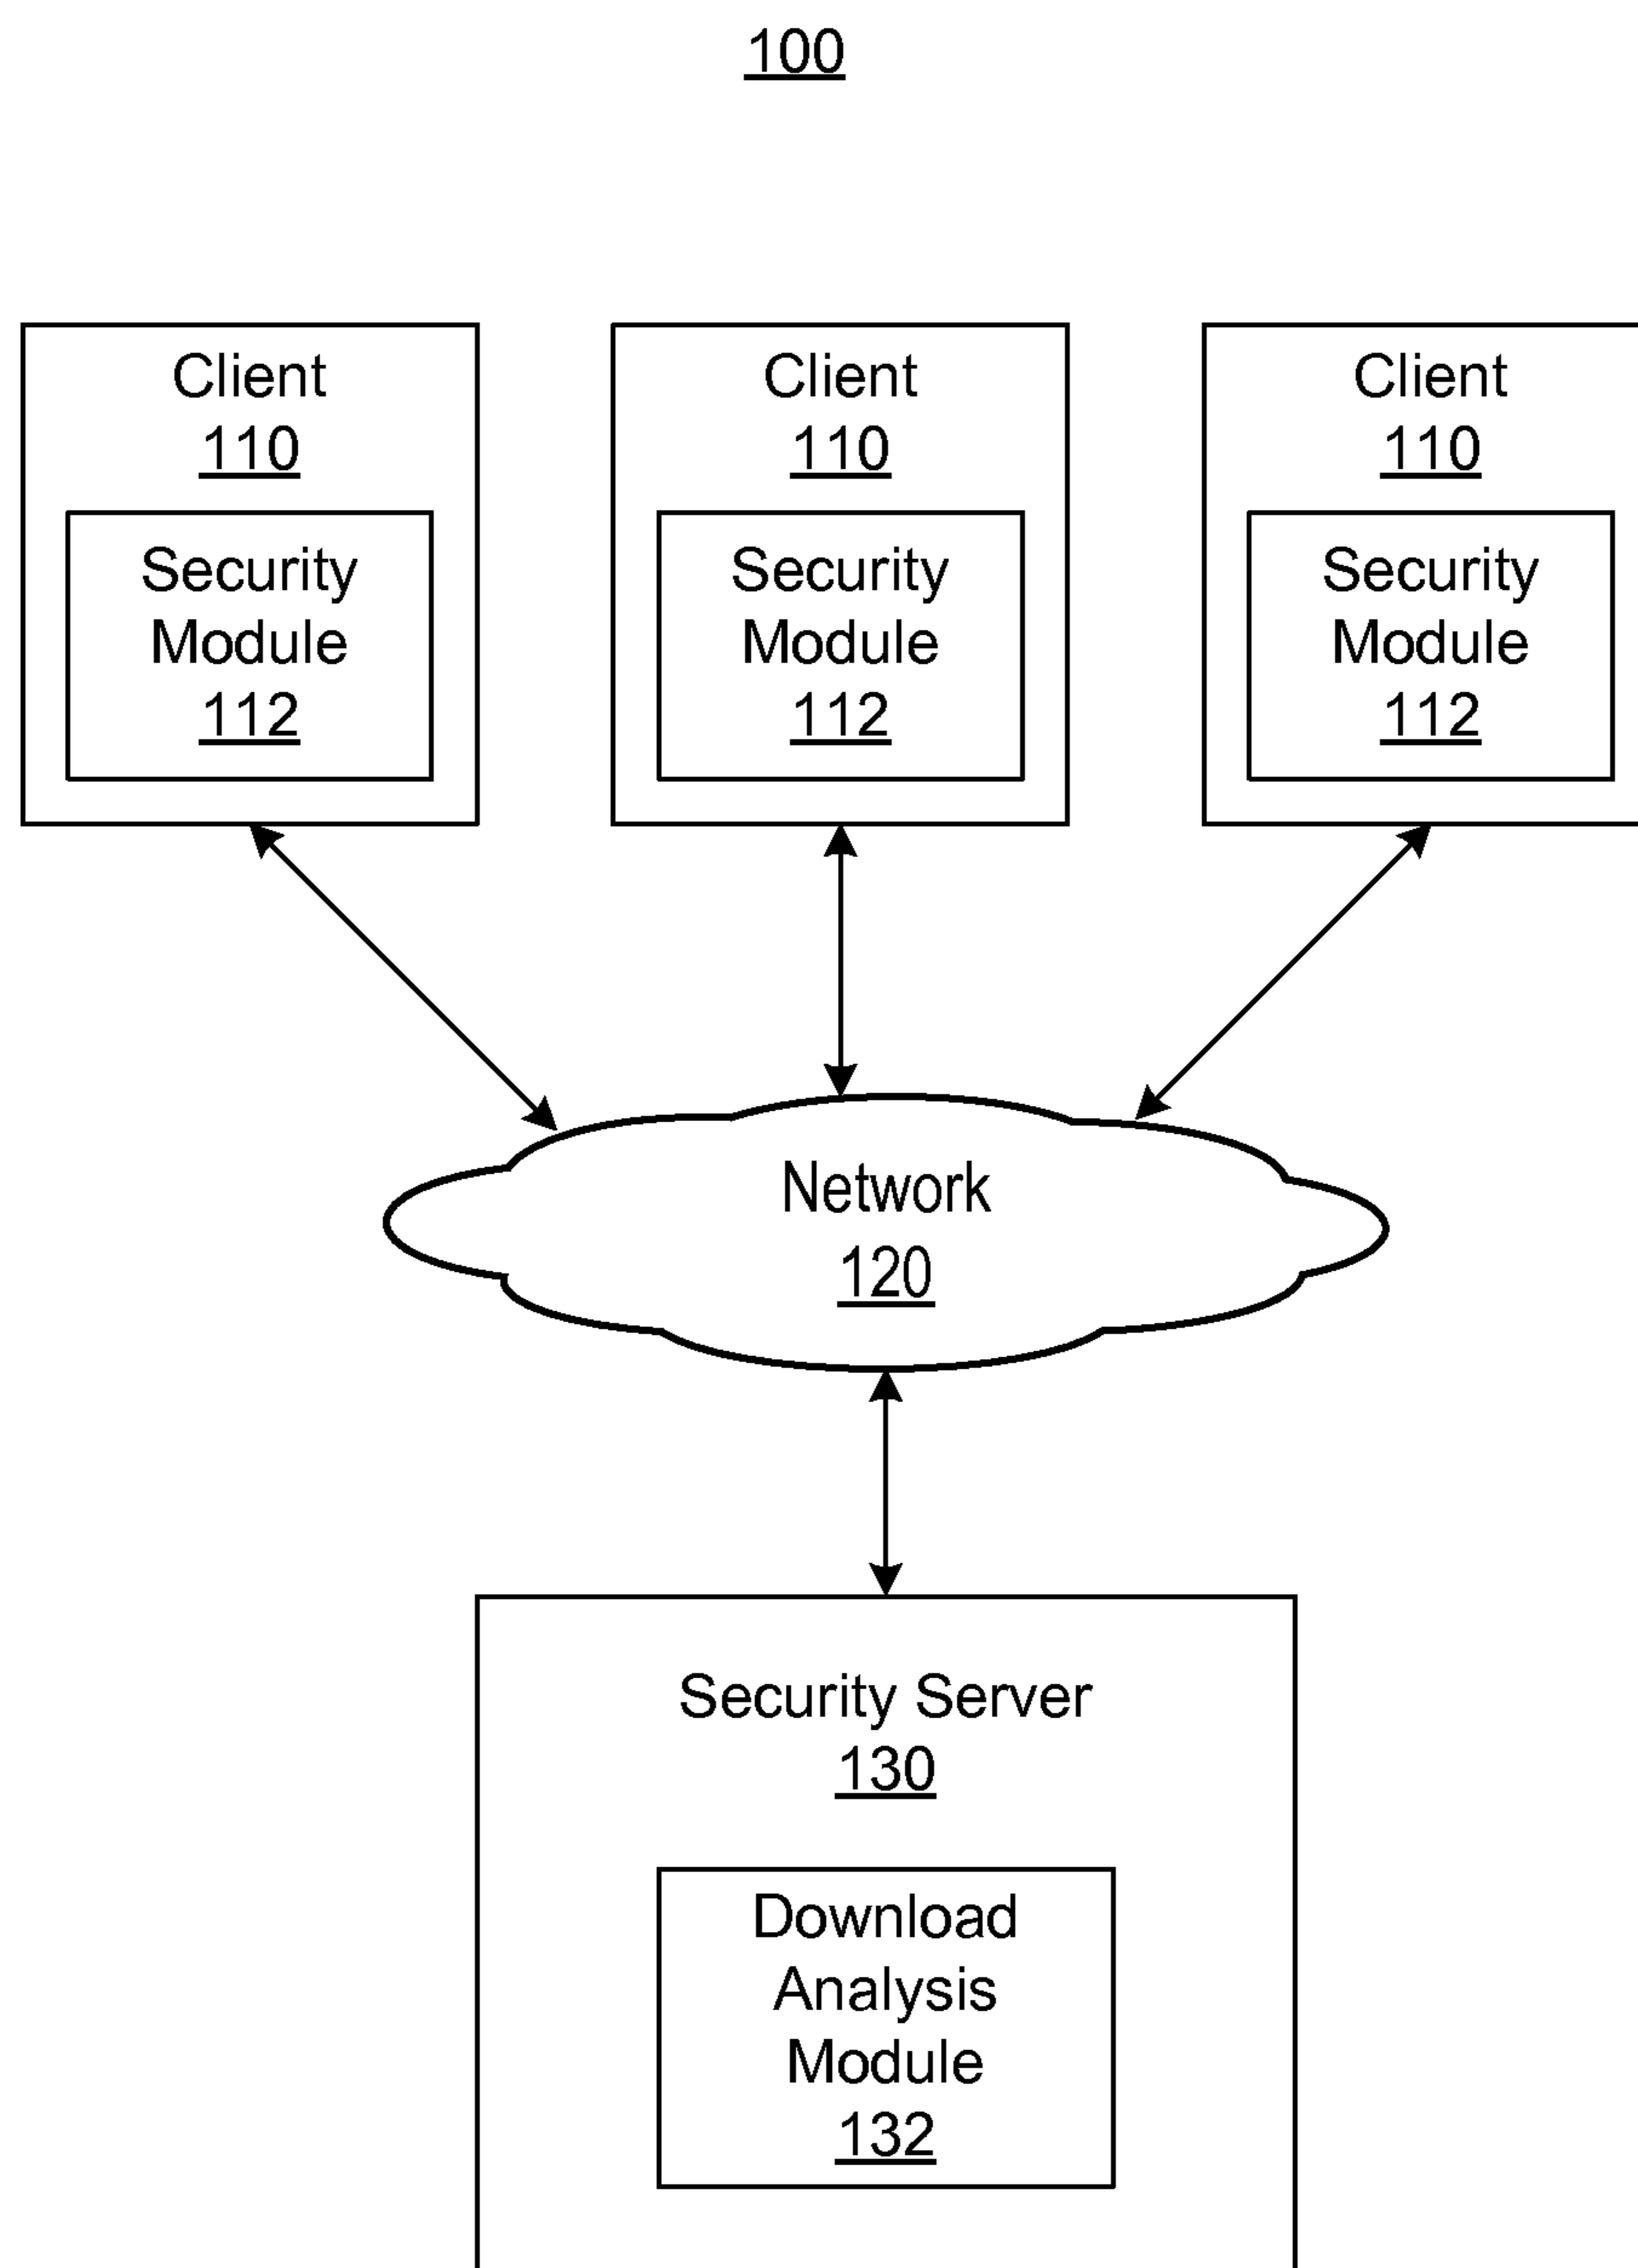 100
Client
110
Security
Module
112
Client
110
Security
Module
112
Client
110
Security
Module
112
Network
120
Security Server
130
Download
Analysis
Module
132